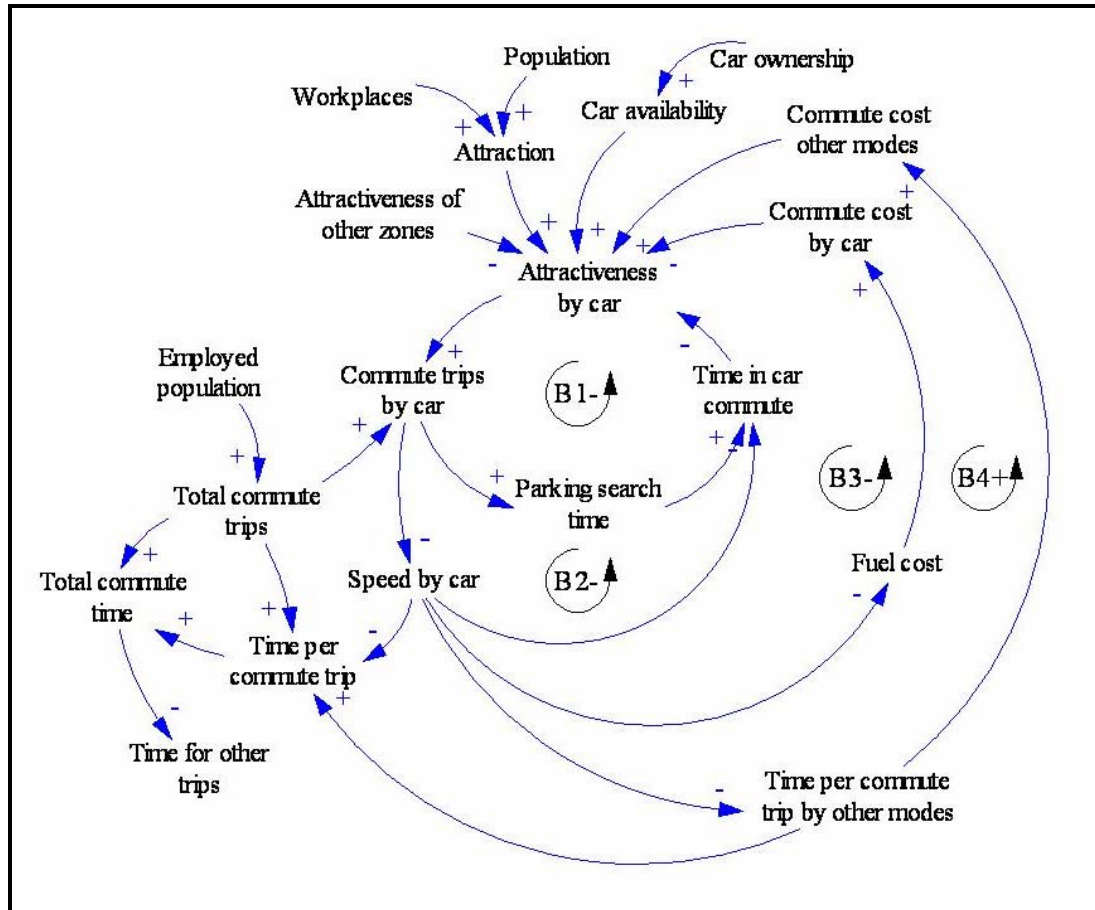 Population
Car ownership
Workplaces
Car availability
Commute cost
other modes
+
+
+
+
Attraction
Attractiveness of
other zones
Commute cost
by car
+
+
+
+
-
-
Attractiveness
by car
+
-
Employed
population
Commute trips
by car
+
B1-
Time in car
commute
+
+
-
+
+
Total commute
trips
Parking search
time
B3-
B4+
+
-
Total commute
time
Speed by car
B2-
Fuel cost
-
+
+
-
Time per
commute trip
+
-
Time for other
trips
-
Time per commute
trip by other modes